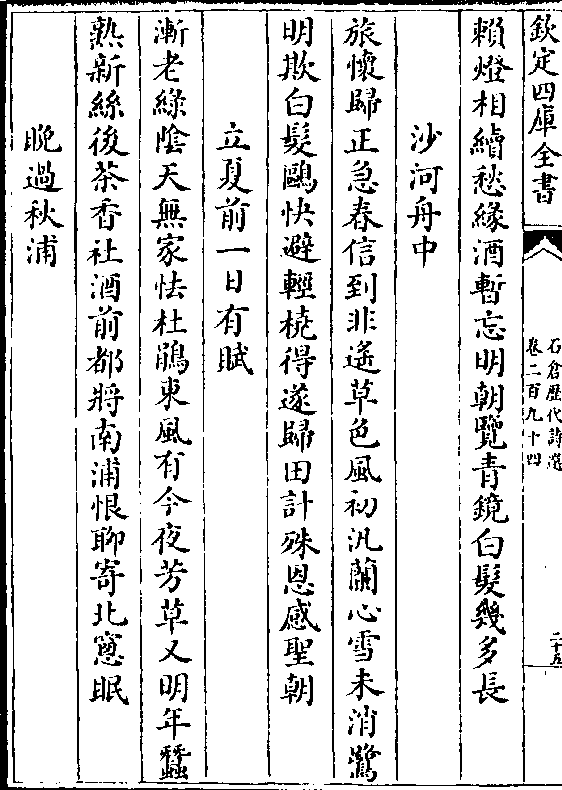 欽定四庫全書
石倉歴代詩選
卷二百九十四
二十五
賴燈相續愁緣酒暫忘明朝覽青鏡白髮幾多長
沙河舟中
旅懷歸正急春信到非遥草色風初汎蘭心雪未消鷺
明欺白髮鷗快避輕橈得遂歸田計殊恩感聖朝
立夏前一日有賦
漸老綠陰天無家怯杜鵑東風有今夜芳草又明年蠶
熟新絲後茶香社酒前都將南浦恨聊寄北窻眠
晚過秋浦